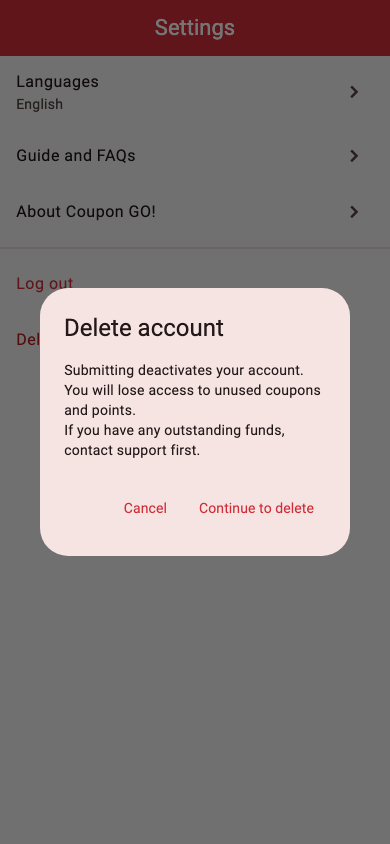 Settings
Languages
English
Guide and FAQs
About Coupon GO!
Log out
Delete account
Submitting deactivates your account.
You will lose access to unused coupons
and points.
If you have any outstanding funds,
contact support first.
Cancel Continue to delete